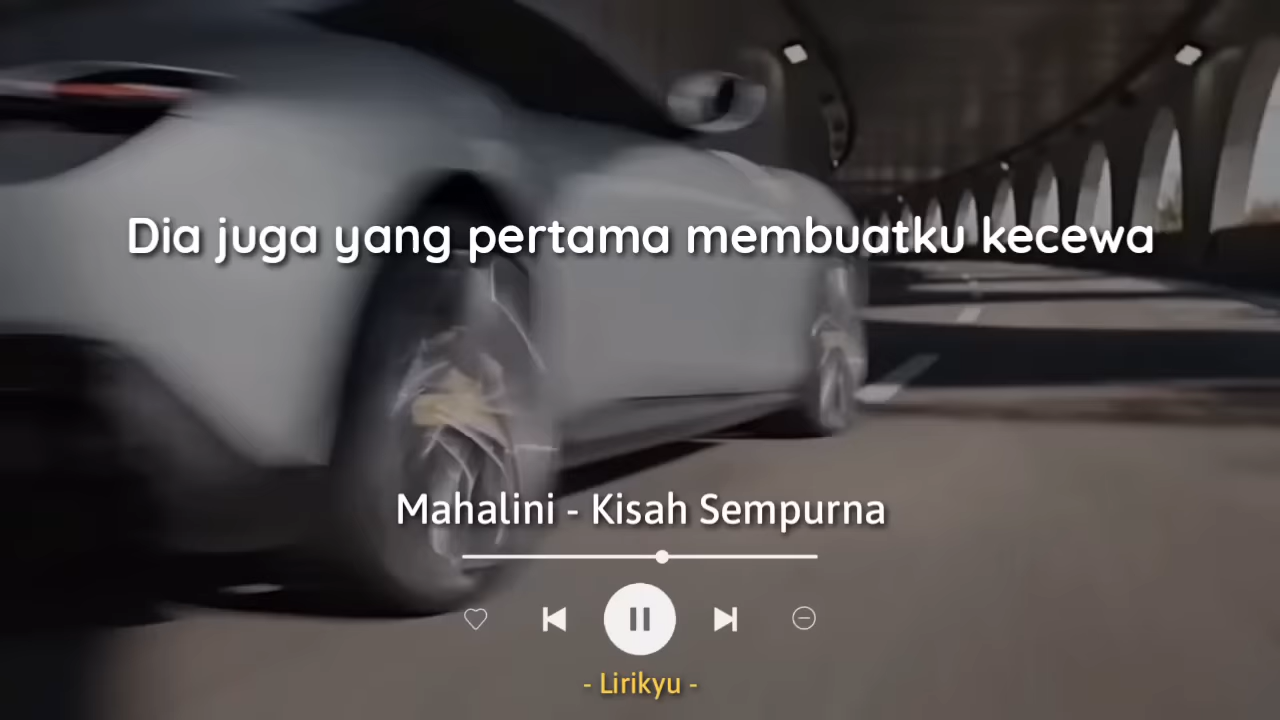 Dia juga yang pertama membuatku kecewa
Mahalini - Kisah Sempurna
- Lirikyu -